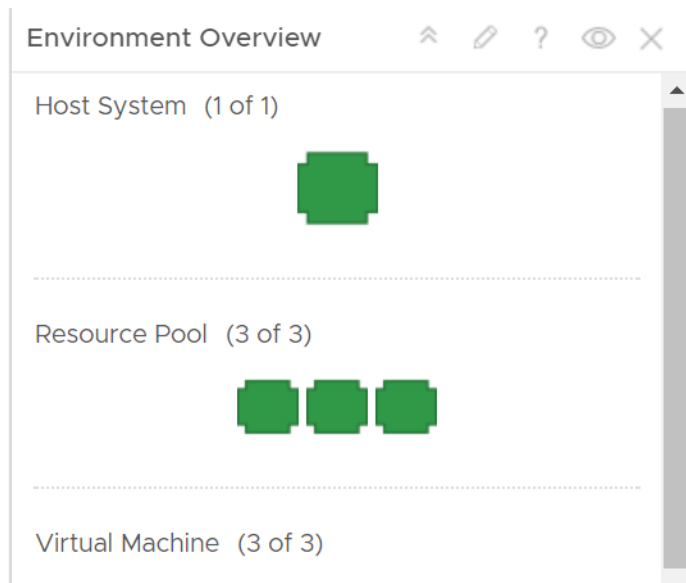 Environment Overview ?
Host System (1 of 1)
Resource Pool (3 of 3)
Virtual Machine (3 of 3)